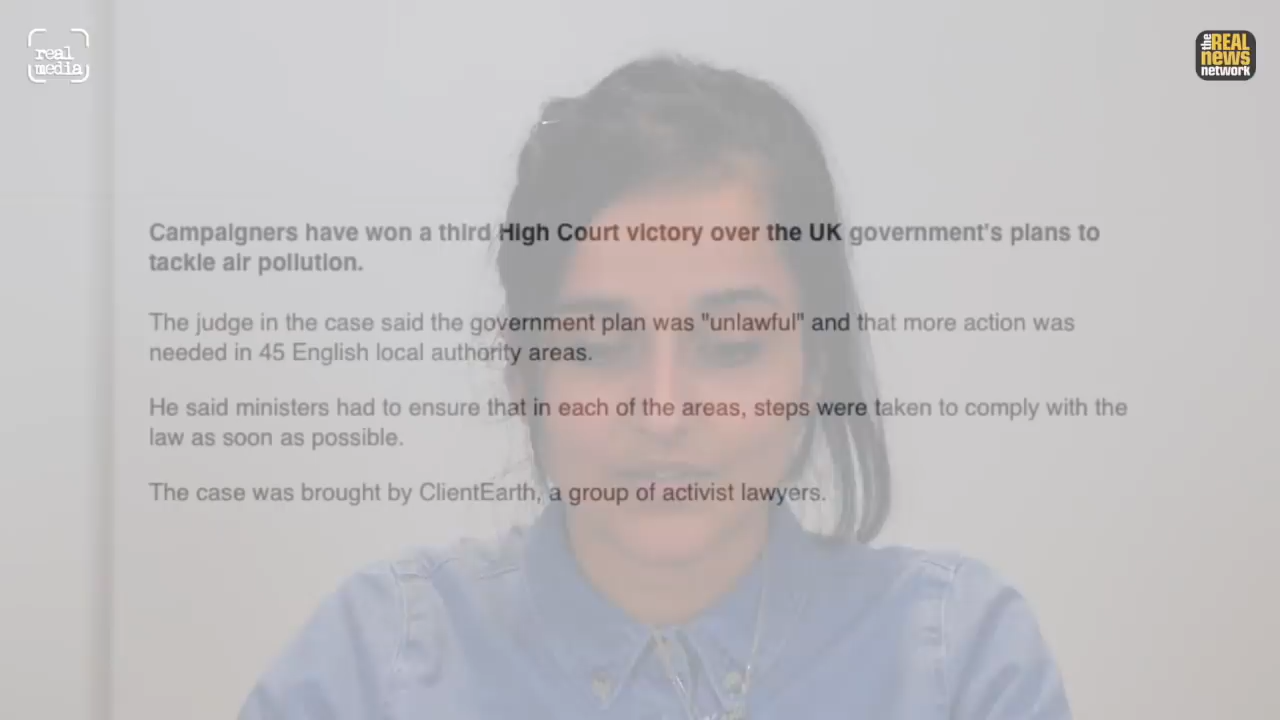 real
media
the REAL
news
network
Campaigners have won a third High Court victory over the UK government's plans to
tackle air pollution.
The judge in the case said the government plan was "unlawful" and that more action was
needed in 45 English local authority areas.
He said ministers had to ensure that in each of the areas, steps were taken to comply with the
law as soon as possible.
The case was brought by ClientEarth, a group of activist lawyers.